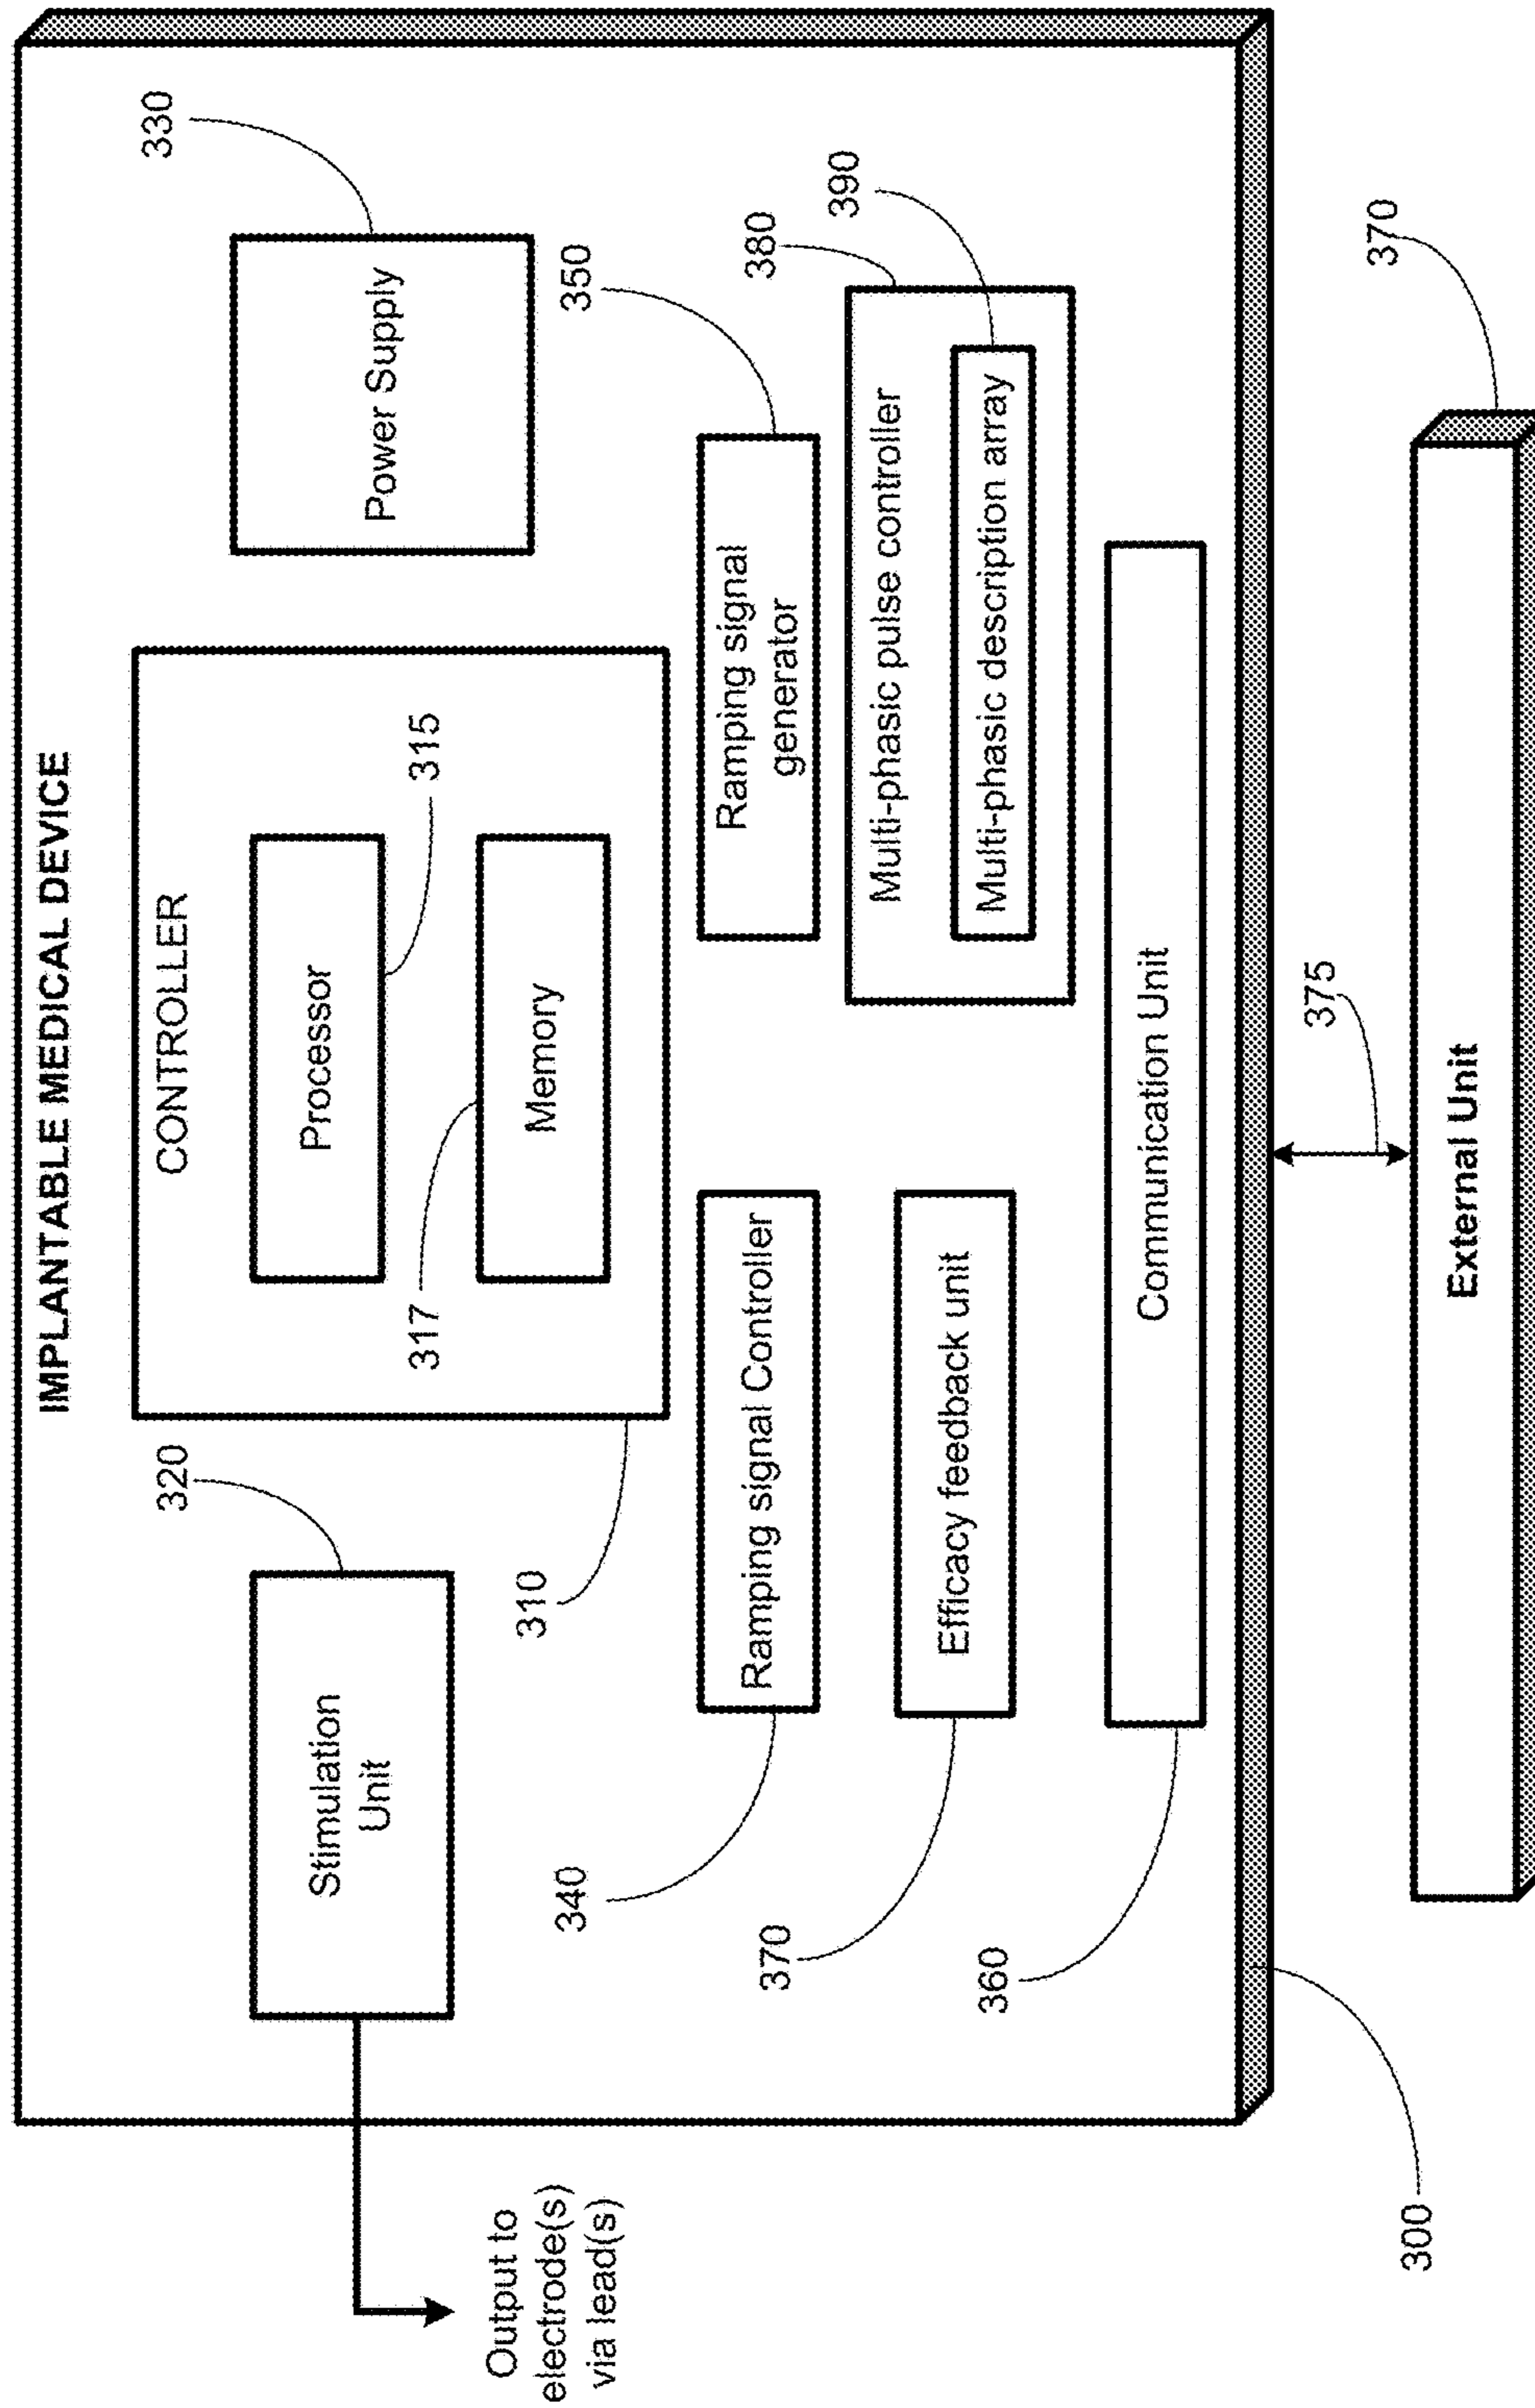 IMPLANTABLE MEDICAL DEVICE
320
Stimulation
Unit
Output to
electrode(s)
via lead(s)
CONTROLLER
Processor
315
317
Memory
310
330
Power Supply
340
Ramping signal Controller
350
Ramping signal
generator
370
Efficacy feedback unit
380
Multi-phasic pulse controller
390
Multi-phasic description array
360
Communication Unit
300
375
370
External Unit